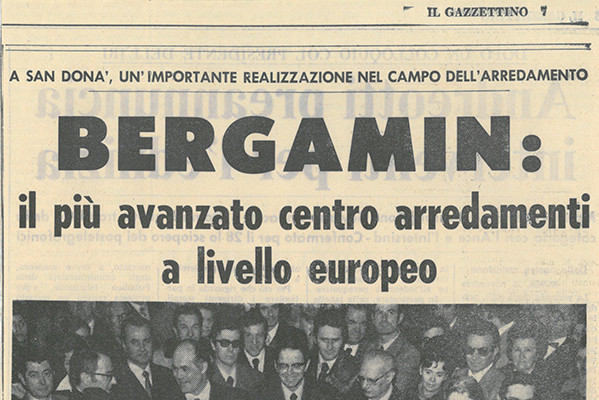 IL GAZZETTINO 7
A SAN DONA', UN'IMPORTANTE REALIZZAZIONE NEL CAMPO DELL'ARREDAMENTO
BERGAMIN:
il più avanzato centro arredamenti
a livello europeo